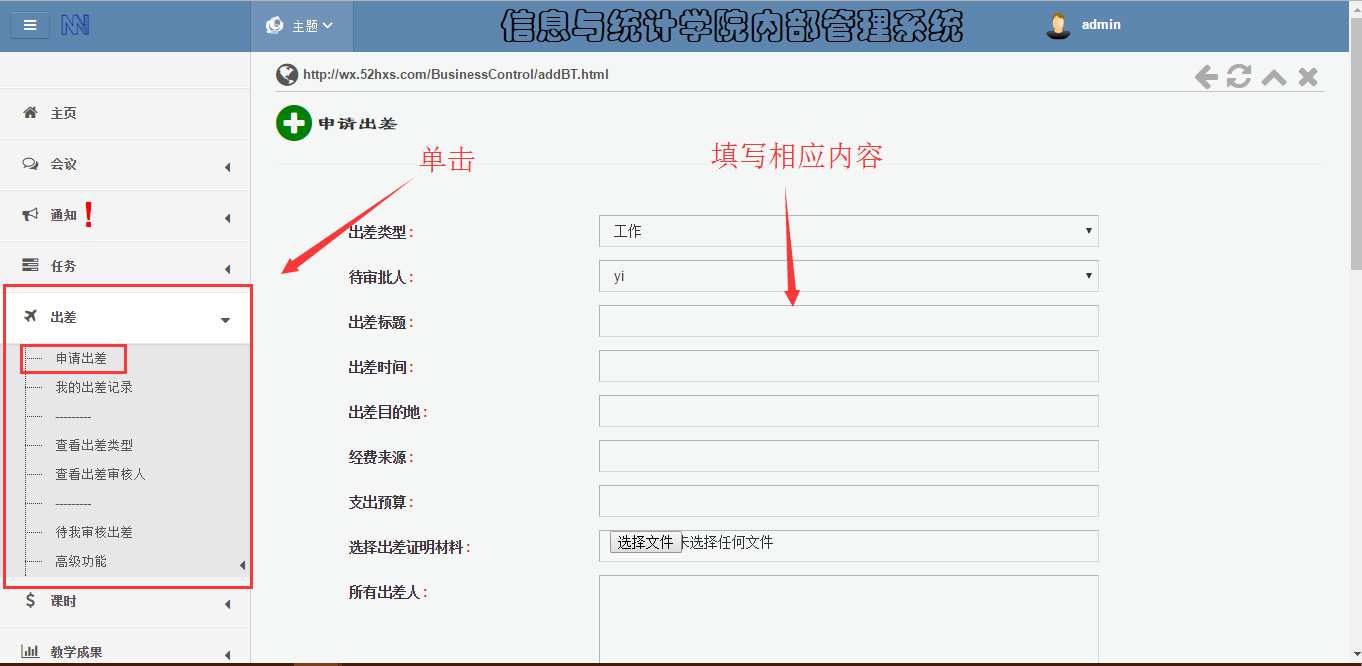 NN
主题
信息与统计学院内部管理系统
admin
http://wx.52hxs.com/BusinessControl/addBT.html
主页
会议
通知!
任务
出差
申请出差
我的出差记录
---------
查看出差类型
查看出差审核人
---------
待我审核出差
高级功能
$ 课时
教学成果
申请出差
单击
填写相应内容
出差类型: 工作
待审批人: yi
出差标题:
出差时间:
出差目的地:
经费来源:
支出预算:
选择出差证明材料: 选择文件 未选择任何文件
所有出差人: